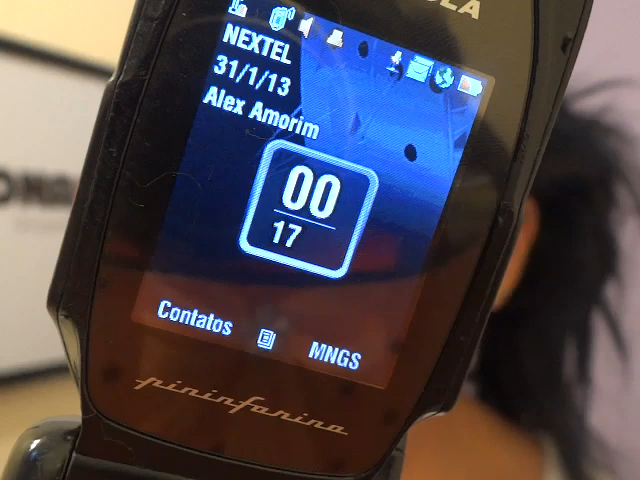 NEXTEL
31/1/13
Alex Amorim
00
17
Contatos
MNGS
pininfarina